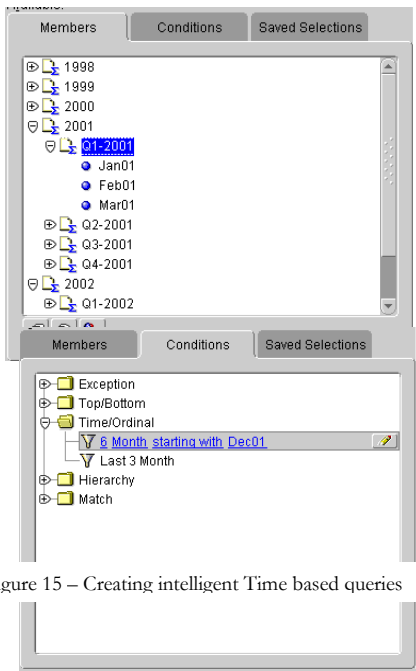 Available:
Members Conditions Saved Selections
1998
1999
2000
2001
Q1-2001
Jan01
Feb01
Mar01
Q2-2001
Q3-2001
Q4-2001
2002
Q1-2002
Members Conditions Saved Selections
Exception
Top/Bottom
Time/Ordinal
6 Month starting with Dec01
Last 3 Month
Hierarchy
Match
gure 15 – Creating intelligent Time based queries